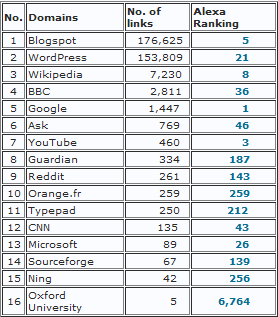 No. Domains No. of links Alexa Ranking
1 Blogspot 176,625 5
2 WordPress 153,809 21
3 Wikipedia 7,230 8
4 BBC 2,811 36
5 Google 1,447 1
6 Ask 769 46
7 YouTube 460 3
8 Guardian 334 187
9 Reddit 261 143
10 Orange.fr 259 259
11 Typepad 250 212
12 CNN 135 43
13 Microsoft 89 26
14 Sourceforge 67 139
15 Ning 42 256
16 Oxford University 5 6,764